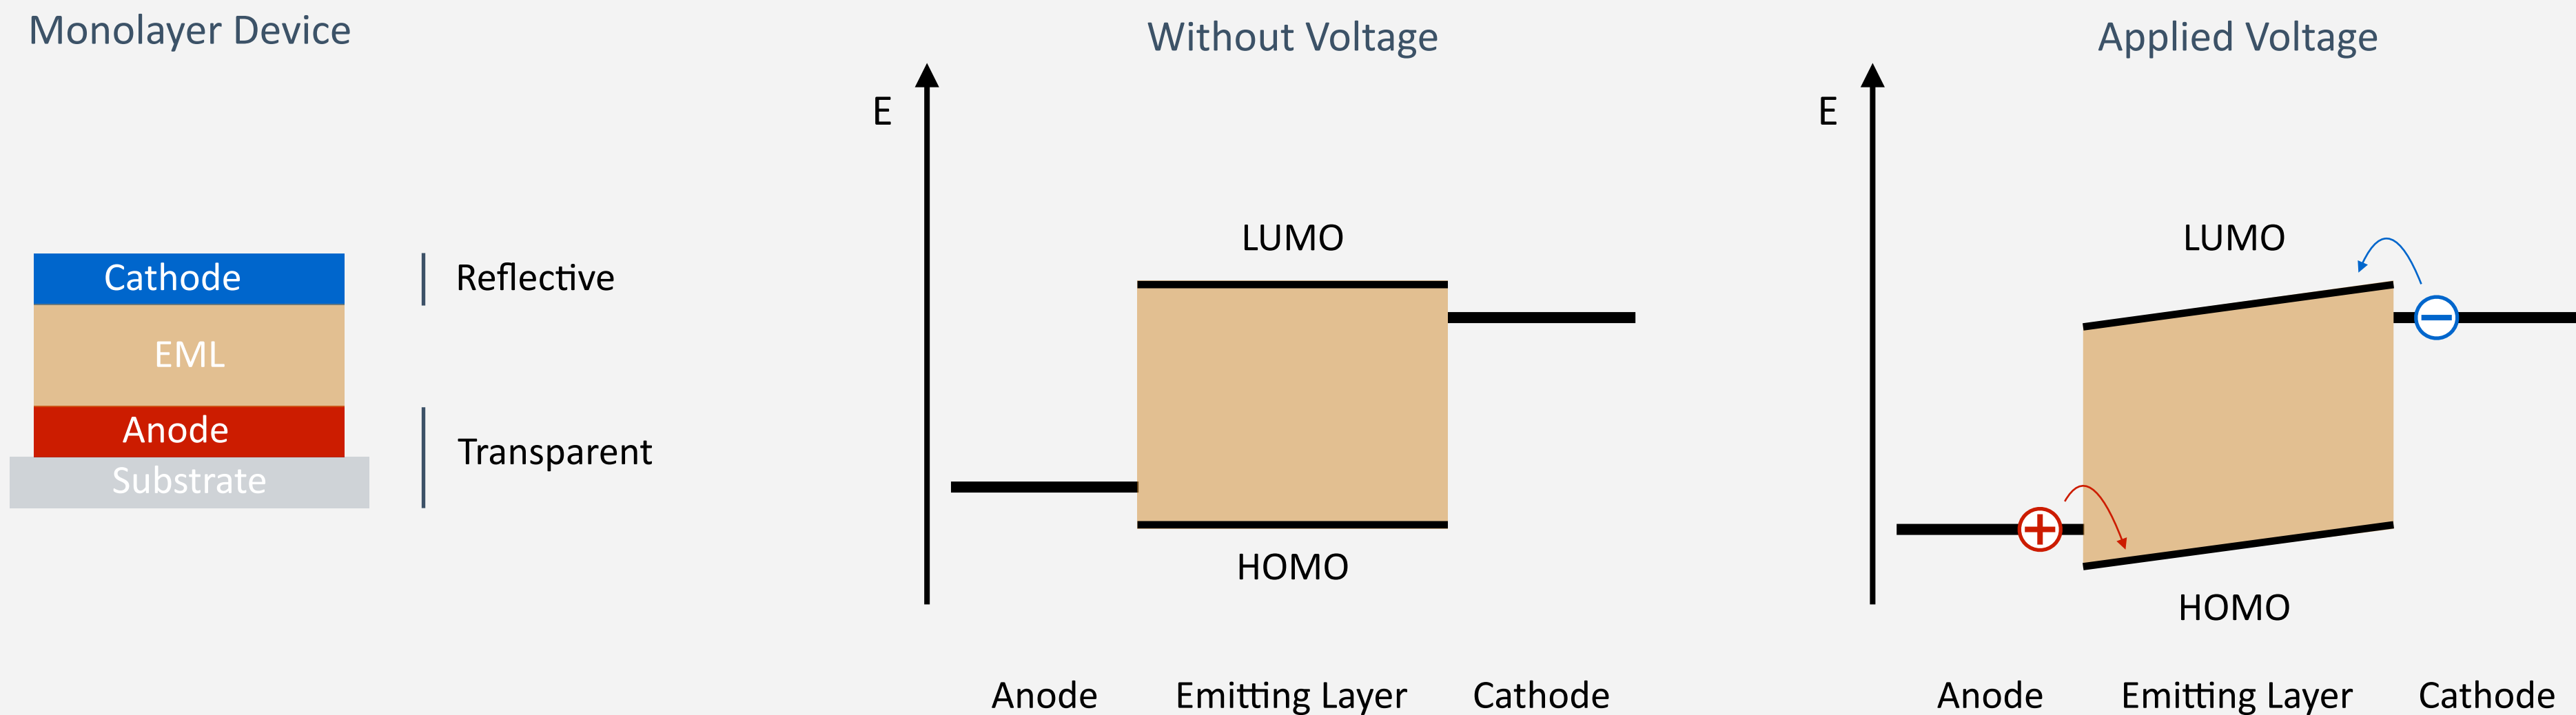 Monolayer Device
Cathode
EML
Anode
Substrate
Reflective
Transparent
Without Voltage
E
LUMO
HOMO
Anode Emitting Layer Cathode
Applied Voltage
E
LUMO
−
+
HOMO
Anode Emitting Layer Cathode